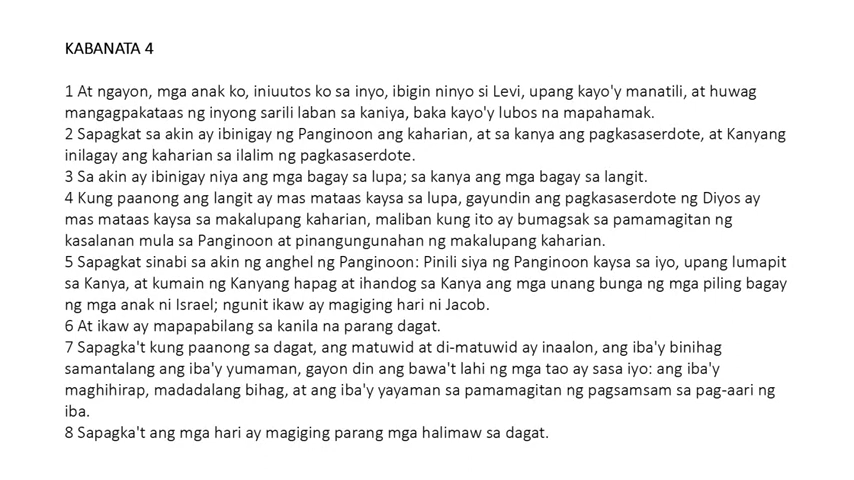 KABANATA 4
1 At ngayon, mga anak ko, iniuutos ko sa inyo, ibigin ninyo si Levi, upang kayo'y manatili, at huwag
mangagpakataas ng inyong sarili laban sa kaniya, baka kayo'y lubos na mapahamak.
2 Sapagkat sa akin ay ibinigay ng Panginoon ang kaharian, at sa kanya ang pagkasaserdote, at Kanyang
inilagay ang kaharian sa ilalim ng pagkasaserdote.
3 Sa akin ay ibinigay niya ang mga bagay sa lupa; sa kanya ang mga bagay sa langit.
4 Kung paanong ang langit ay mas mataas kaysa sa lupa, gayundin ang pagkasaserdote ng Diyos ay
mas mataas kaysa sa makalupang kaharian, maliban kung ito ay bumagsak sa pamamagitan ng
kasalanan mula sa Panginoon at pinangungunahan ng makalupang kaharian.
5 Sapagkat sinabi sa akin ng anghel ng Panginoon: Pinili siya ng Panginoon kaysa sa iyo, upang lumapit
sa Kanya, at kumain ng Kanyang hapag at ihandog sa Kanya ang mga unang bunga ng mga piling bagay
ng mga anak ni Israel; ngunit ikaw ay magiging hari ni Jacob.
6 At ikaw ay mapapabilang sa kanila na parang dagat.
7 Sapagka't kung paanong sa dagat, ang matuwid at di-matuwid ay inaalon, ang iba'y binihag
samantalang ang iba'y yumaman, gayon din ang bawa't lahi ng mga tao ay sasa iyo: ang iba'y
maghihirap, madadalang bihag, at ang iba'y yayaman sa pamamagitan ng pagsamsam sa pag-aari ng
iba.
8 Sapagka't ang mga hari ay magiging parang mga halimaw sa dagat.